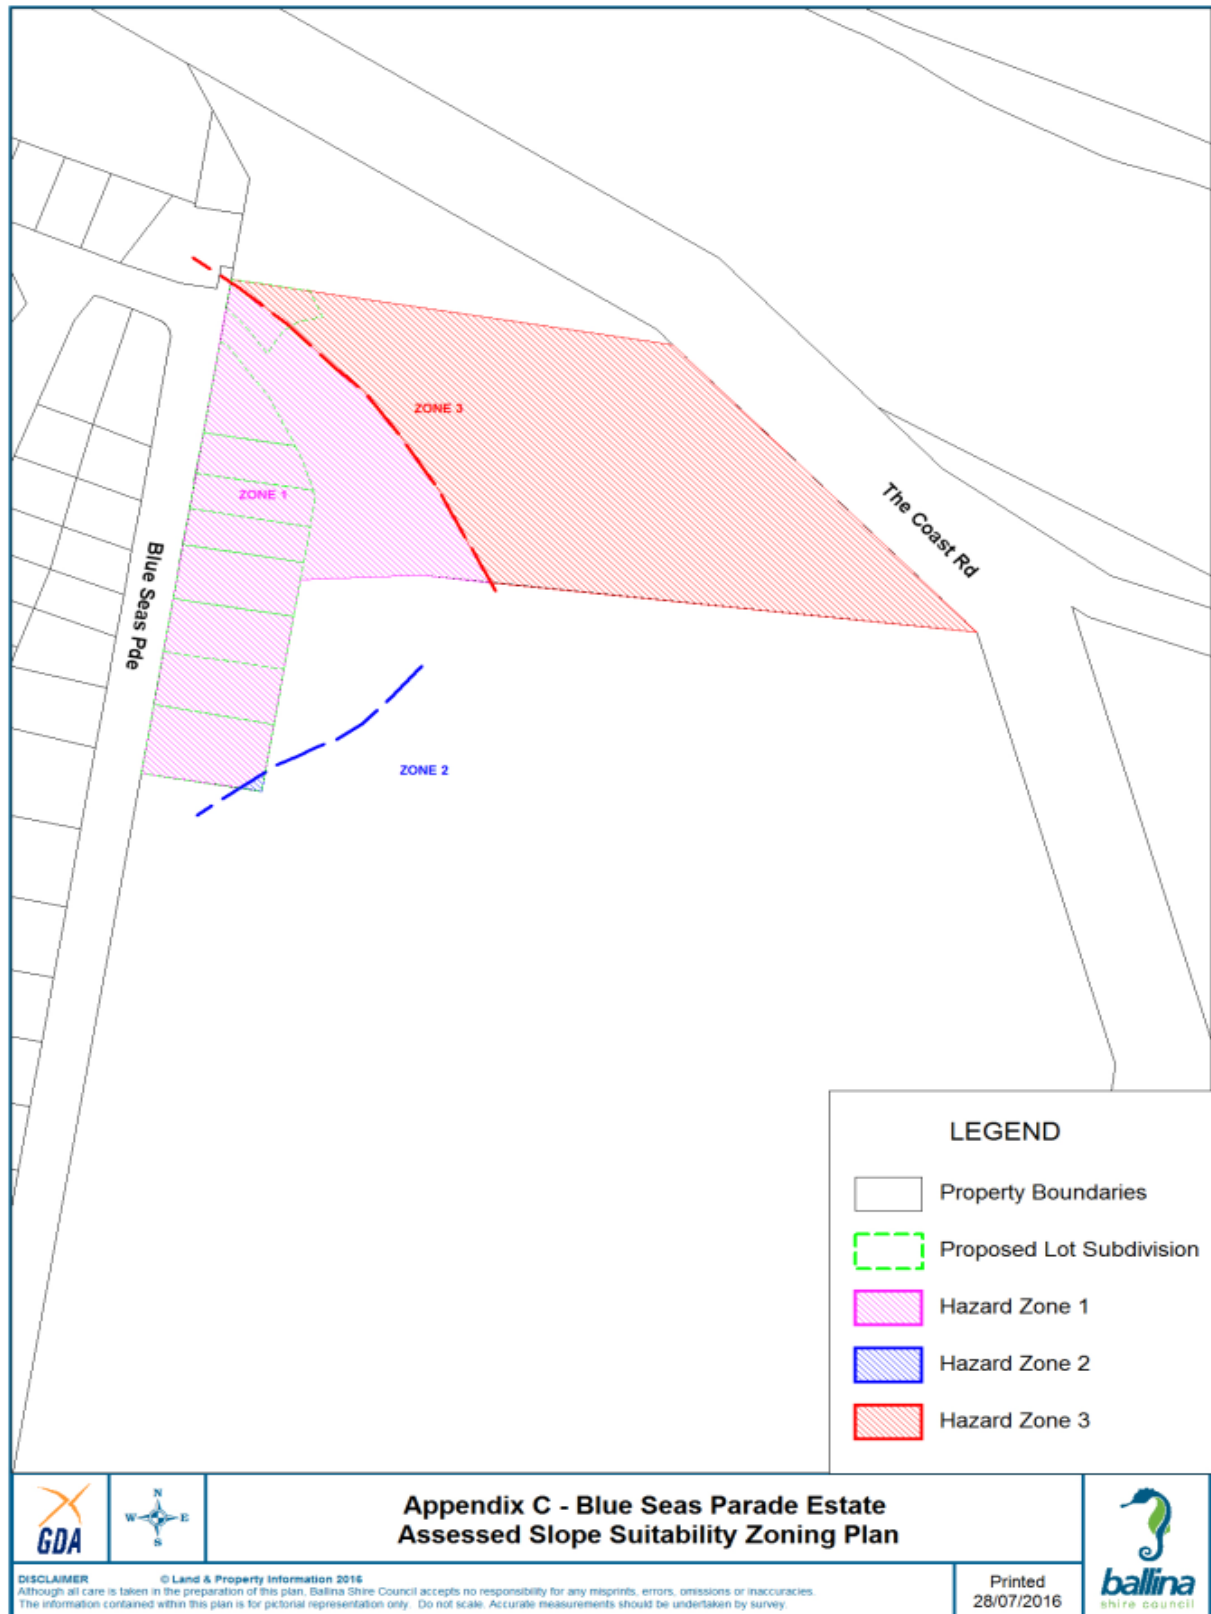 ZONE 3
ZONE 1
The Coast Rd
Blue Seas Pde
ZONE 2
LEGEND
Property Boundaries
Proposed Lot Subdivision
Hazard Zone 1
Hazard Zone 2
Hazard Zone 3
GDA
N
W E
S
Appendix C - Blue Seas Parade Estate
Assessed Slope Suitability Zoning Plan
ballina
shire council
DISCLAIMER © Land & Property Information 2016
Although all care is taken in the preparation of this plan, Ballina Shire Council accepts no responsibility for any misprints, errors, omissions or inaccuracies.
The information contained within this plan is for pictorial representation only. Do not scale. Accurate measurements should be undertaken by survey.
Printed
28/07/2016